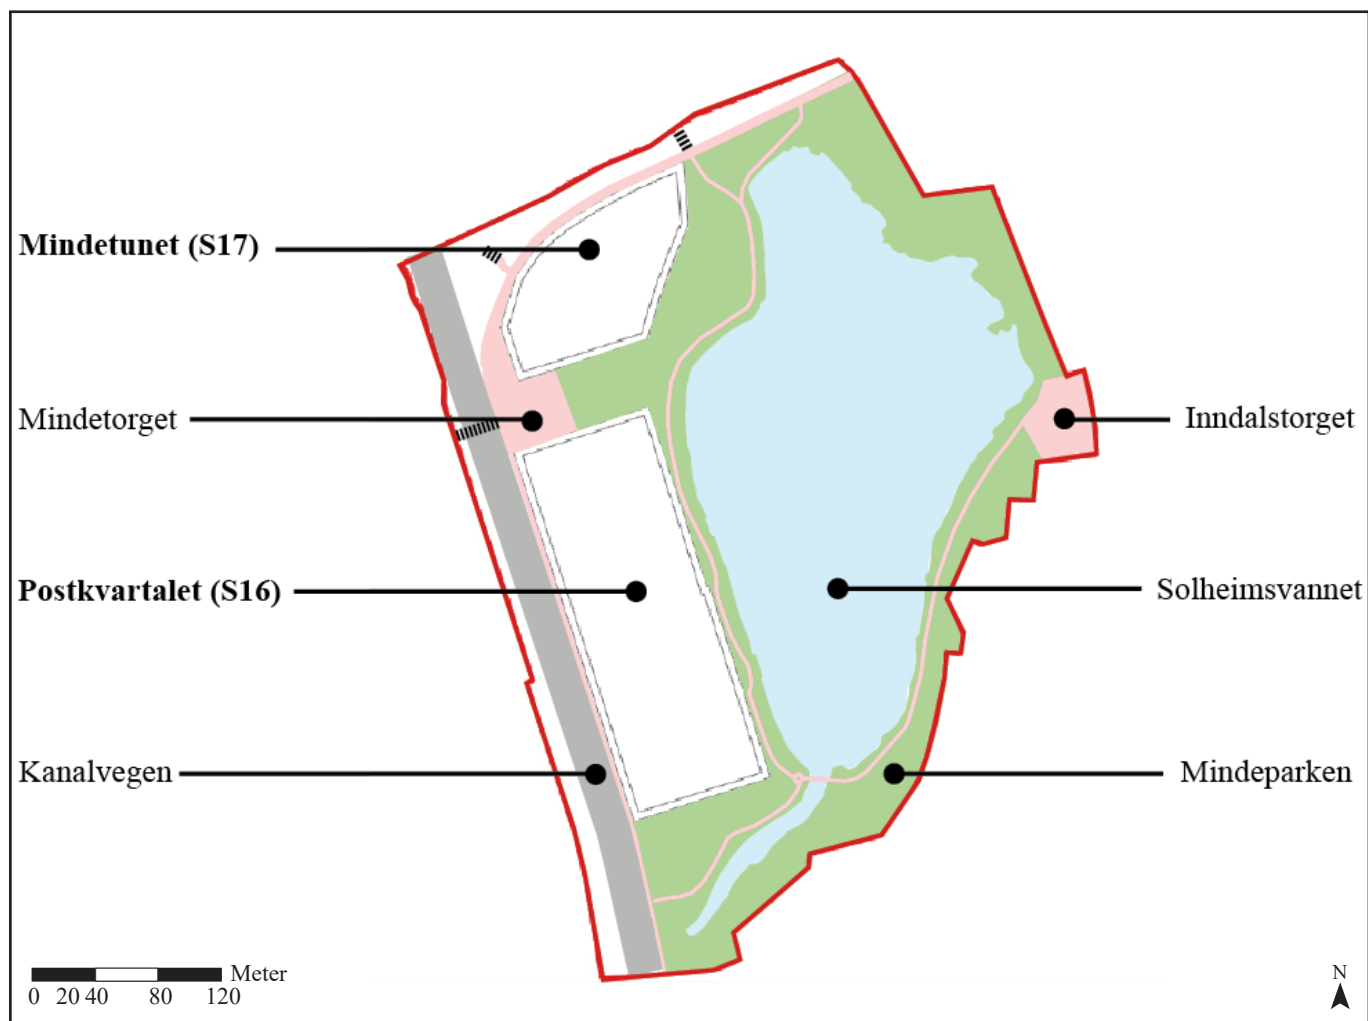 Mindetunet (S17)
Mindetorget
Inndalstorget
Postkvartalet (S16)
Solheimsvannet
Kanalvegen
Mindeparken
Meter
0 20 40 80 120
N